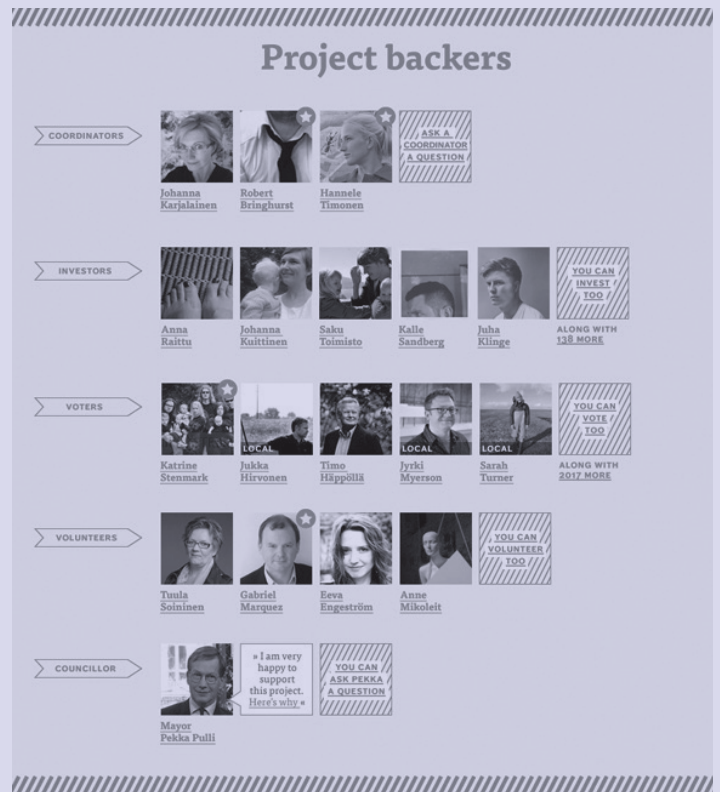 Project backers
COORDINATORS
Johanna
Karjalainen
Robert
Bringhurst
Hannele
Timonen
ASK A
COORDINATOR
A QUESTION
INVESTORS
Anna
Raittu
Johanna
Kuittinen
Saku
Toimisto
Kalle
Sandberg
Juha
Klinge
YOU CAN
INVEST
TOO
ALONG WITH
138 MORE
VOTERS
Katrine
Stenmark
LOCAL
Jukka
Hirvonen
Timo
Häppöllä
LOCAL
Jyrki
Myerson
LOCAL
Sarah
Turner
YOU CAN
VOTE
TOO
ALONG WITH
2017 MORE
VOLUNTEERS
Tuula
Soininen
Gabriel
Marquez
Eeva
Engeström
Anne
Mikoleit
YOU CAN
VOLUNTEER
TOO
COUNCILLOR
Mayor
Pekka Pulli
» I am very
happy to
support
this project.
Here's why «
YOU CAN
ASK PEKKA
A QUESTION